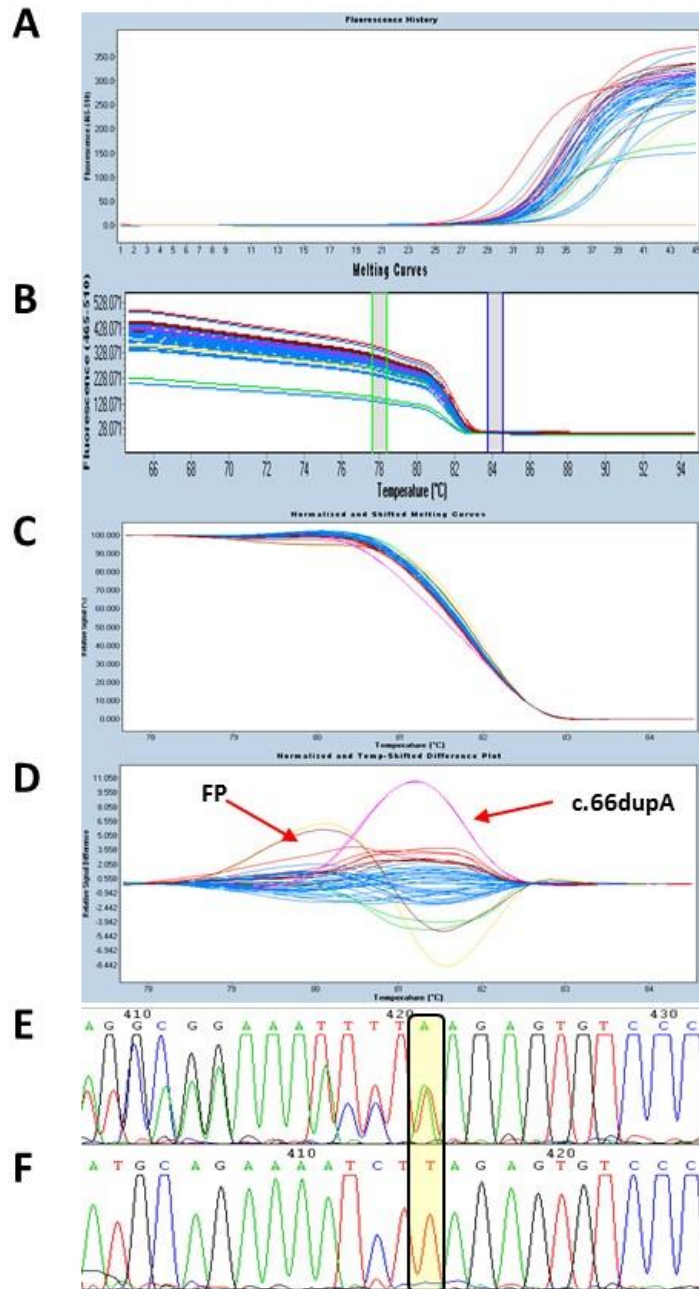 A
Fluorescence History
Fluorescence (465-510)
350.0
300.0
250.0
200.0
150.0
100.0
50.0
0.0
1 2 3 4 5 6 7 8 9 11 13 15 17 19 21 23 25 27 29 31 33 35 37 39 41 43 45
Melting Curves
B
Fluorescence (465-510)
528.071
428.071
328.071
228.071
128.071
28.071
66 68 70 72 74 76 78 80 82 84 86 88 90 92 94
Temperature (°C)
C
Normalized and Shifted Melting Curves
Relative Signal (%)
100.000
90.000
80.000
70.000
60.000
50.000
40.000
30.000
20.000
10.000
0.000
78 79 80 81 82 83 84
Temperature (°C)
D
Normalized and Temp-Shifted Difference Plot
Relative Signal Difference
11.058
9.558
8.058
6.558
5.058
3.558
2.058
0.558
-0.942
-2.442
-3.942
-5.442
-6.942
-8.442
78 79 80 81 82 83 84
Temperature (°C)
FP
c.66dupA
E
410 420 430
A G G C G G A A A T T T T A A G A G T G T C C C
F
410 420
A T G C A G A A A A T C T T A G A G T G T C C C